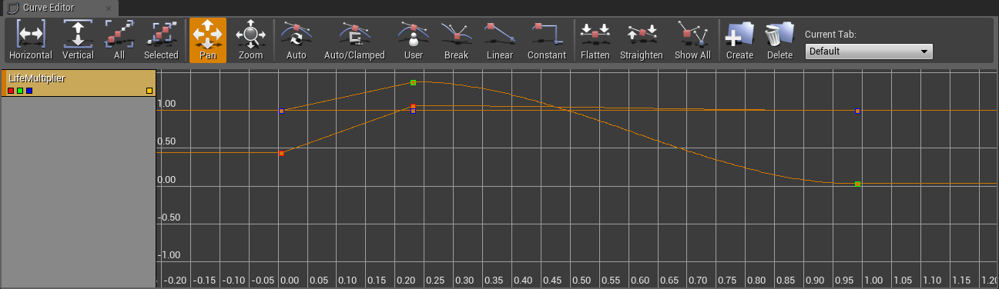 Curve Editor
Horizontal Vertical All Selected Pan Zoom Auto Auto/Clamped User Break Linear Constant Flatten Straighten Show All Create Delete
Current Tab:
Default
LifeMultiplier
1.00
0.50
0.00
-0.50
-1.00
-0.20 -0.15 -0.10 -0.05 0.00 0.05 0.10 0.15 0.20 0.25 0.30 0.35 0.40 0.45 0.50 0.55 0.60 0.65 0.70 0.75 0.80 0.85 0.90 0.95 1.00 1.05 1.10 1.15 1.20